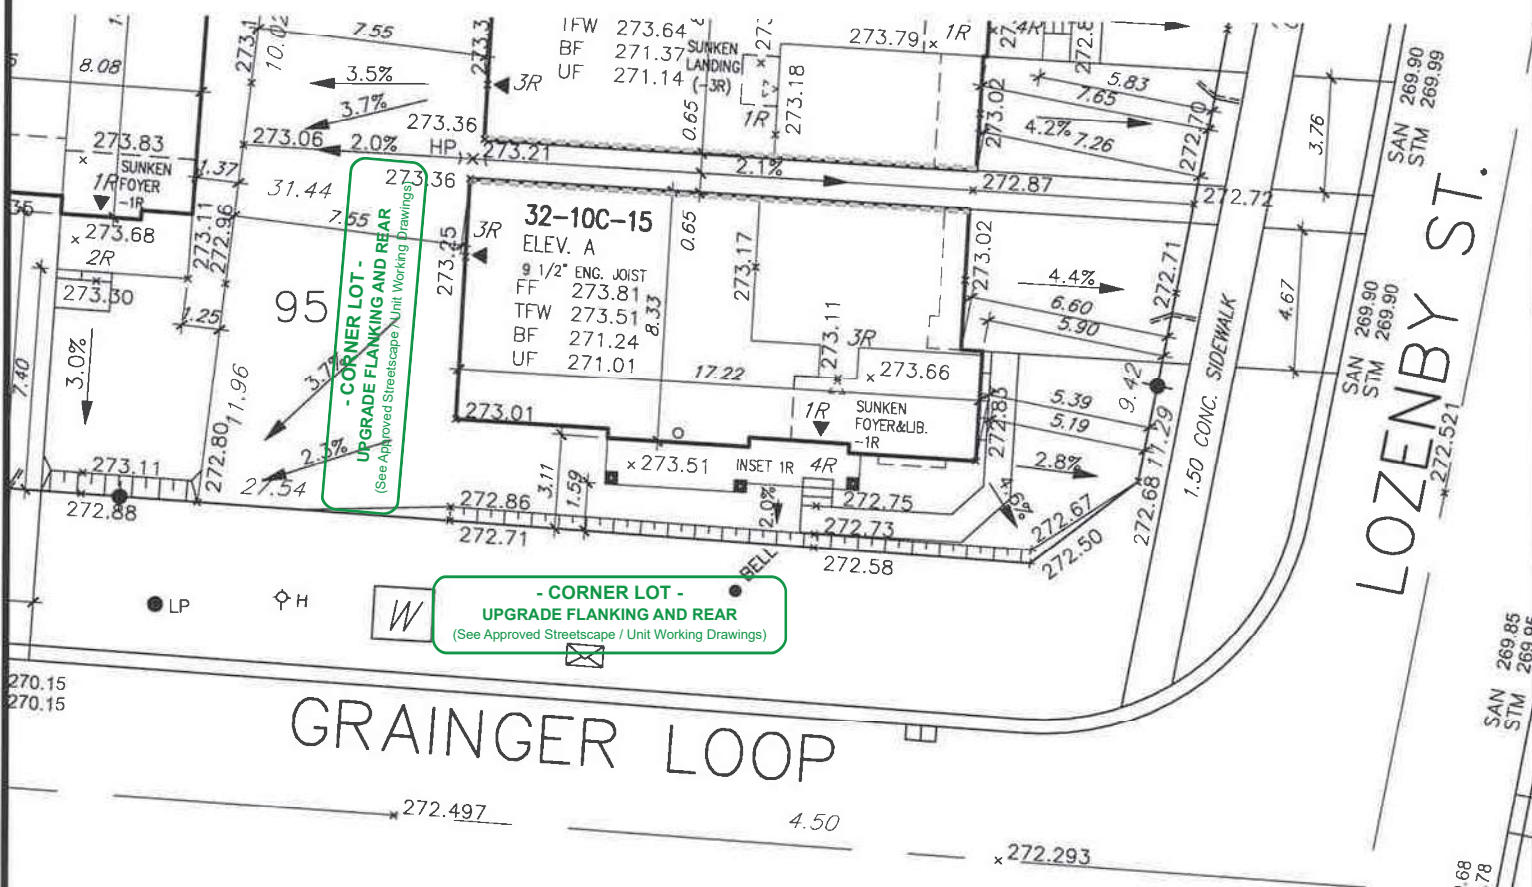 10.02
7.55
TFW 273.64
BF 271.37
UF 271.14
SUNKEN
LANDING
(-3R)
273.79
1R
4R
8.08
3.5%
3R
273.18
1R
0.65
273.02
5.83
7.65
7.26
4.2%
272.70
3.76
SAN 269.90
STM 269.99
3.7%
273.36
273.06
2.0%
HP
273.21
2.1%
272.87
272.72
273.83
SUNKEN
FOYER
-1R
1R
1.37
31.44
273.36
7.55
273.68
2R
273.11
272.96
273.30
1.25
95
3.0%
7.40
3.7%
2.3%
11.96
272.80
27.54
273.11
272.88
- CORNER LOT -
UPGRADE FLANKING AND REAR
(See Approved Streetscape / Unit Working Drawings)
3R
273.25
32-10C-15
ELEV. A
9 1/2" ENG. JOIST
FF 273.81
TFW 273.51
BF 271.24
UF 271.01
0.65
8.33
273.17
273.11
3R
273.66
17.22
273.01
1R
SUNKEN
FOYER&LIB.
-1R
273.02
4.4%
6.60
5.90
272.71
9.42
5.39
5.19
272.83
2.8%
17.29
272.68
1.50 CONC. SIDEWALK
4.67
SAN 269.90
STM 269.90
LOZENBY ST.
272.521
273.51
INSET 1R
4R
3.11
1.59
2.0%
272.75
272.86
272.71
272.73
272.58
272.67
272.50
BELL
LP
H
W
- CORNER LOT -
UPGRADE FLANKING AND REAR
(See Approved Streetscape / Unit Working Drawings)
270.15
270.15
GRAINGER LOOP
272.497
4.50
272.293
SAN 269.85
STM